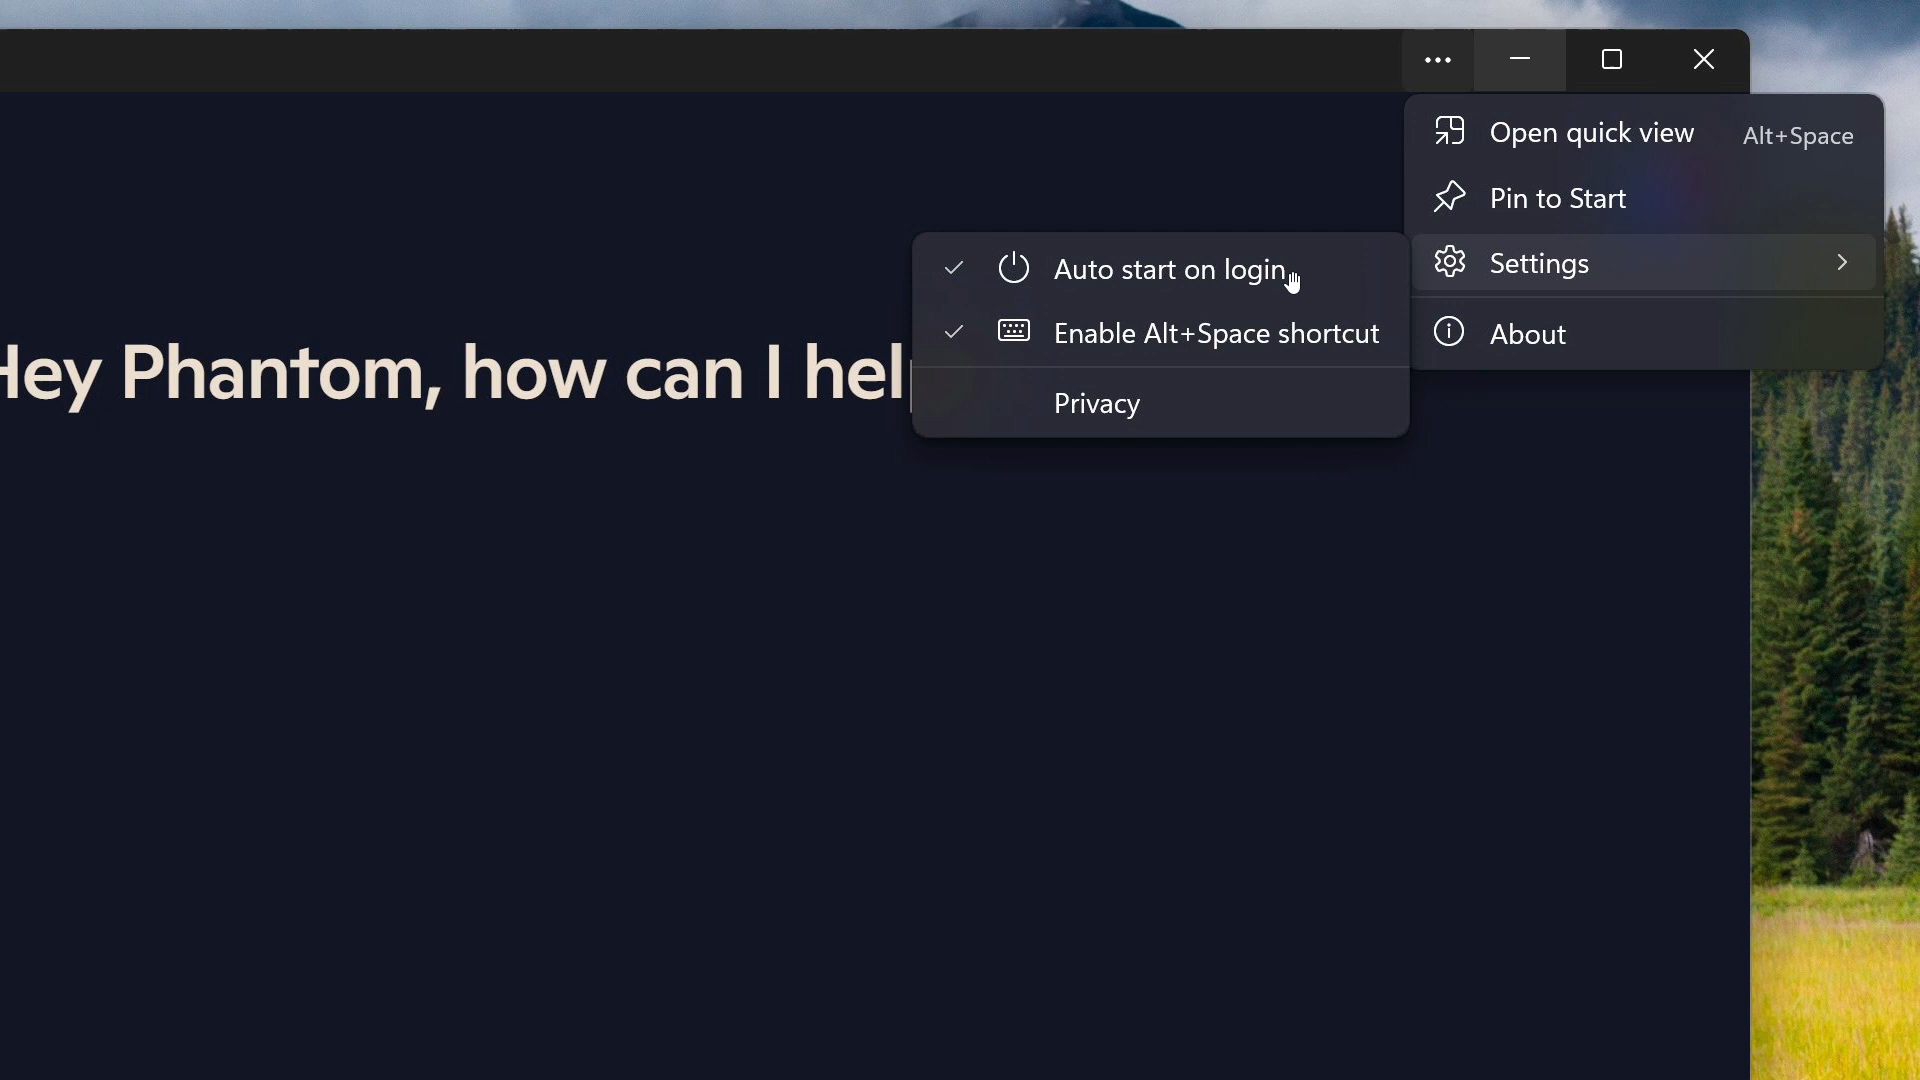 Open quick view Alt+Space
Pin to Start
Settings
About
Auto start on login
Enable Alt+Space shortcut
Privacy
Hey Phantom, how can I hel